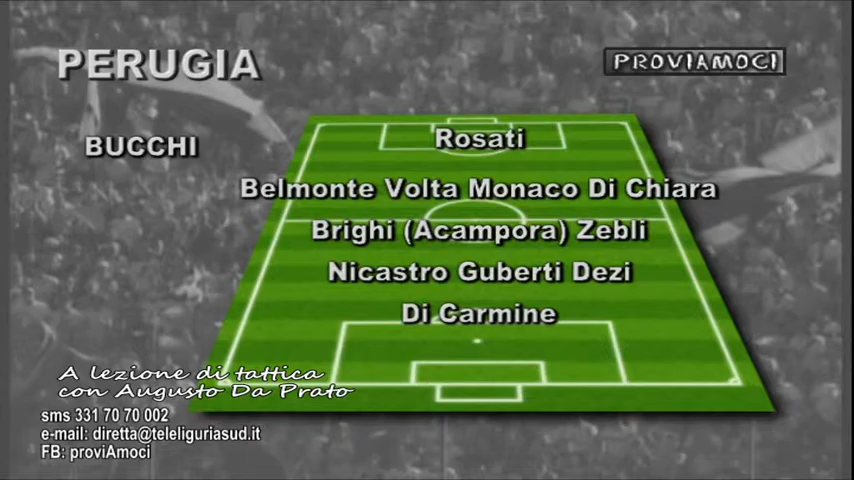 PERUGIA
PROVIAMOCI
BUCCHI
Rosati
Belmonte Volta Monaco Di Chiara
Brighi (Acampora) Zebli
Nicastro Guberti Dezi
Di Carmine
A lezione di tattica
con Augusto Da Prato
sms 331 70 70 002
e-mail: diretta@teleliguriasud.it
FB: proviAmoci